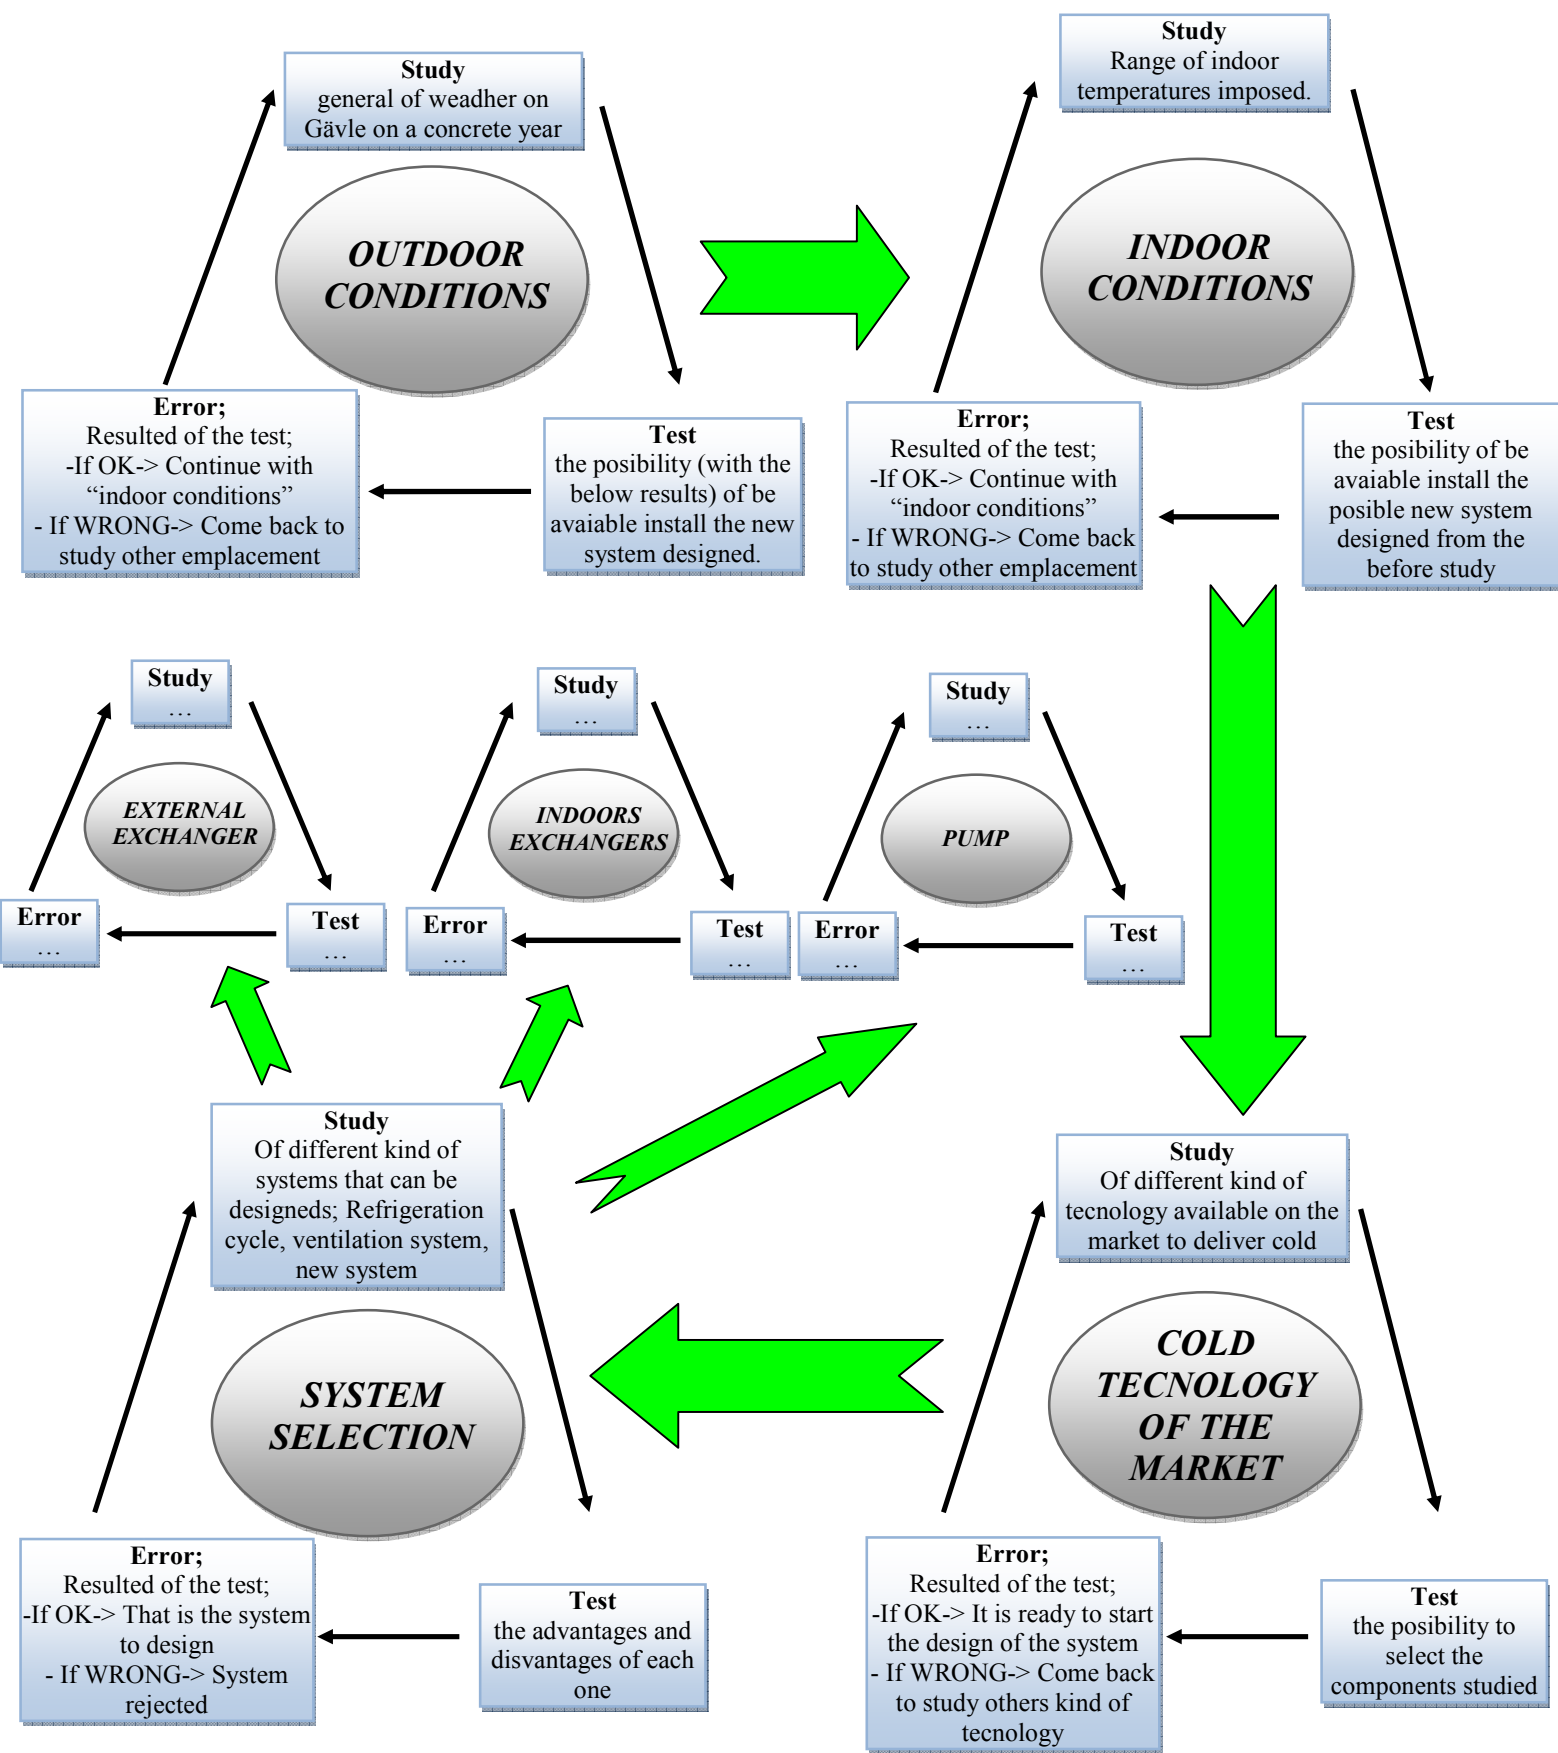 Study
general of weadher on
Gävle on a concrete year
OUTDOOR
CONDITIONS
Error;
Resulted of the test;
-If OK-> Continue with
“indoor conditions”
- If WRONG-> Come back to
study other emplacement
Test
the posibility (with the
below results) of be
avaiable install the new
system designed.
Study
Range of indoor
temperatures imposed.
INDOOR
CONDITIONS
Error;
Resulted of the test;
-If OK-> Continue with
“indoor conditions”
- If WRONG-> Come back
to study other emplacement
Test
the posibility of be
avaiable install the
posible new system
designed from the
before study
Study
…
EXTERNAL
EXCHANGER
Error
…
Test
…
Study
…
INDOORS
EXCHANGERS
Error
…
Test
…
Study
…
PUMP
Error
…
Test
…
Study
Of different kind of
systems that can be
designeds; Refrigeration
cycle, ventilation system,
new system
SYSTEM
SELECTION
Error;
Resulted of the test;
-If OK-> That is the system
to design
- If WRONG-> System
rejected
Test
the advantages and
disvantages of each
one
Study
Of different kind of
tecnology available on the
market to deliver cold
COLD
TECNOLOGY
OF THE
MARKET
Error;
Resulted of the test;
-If OK-> It is ready to start
the design of the system
- If WRONG-> Come back
to study others kind of
tecnology
Test
the posibility to
select the
components studied